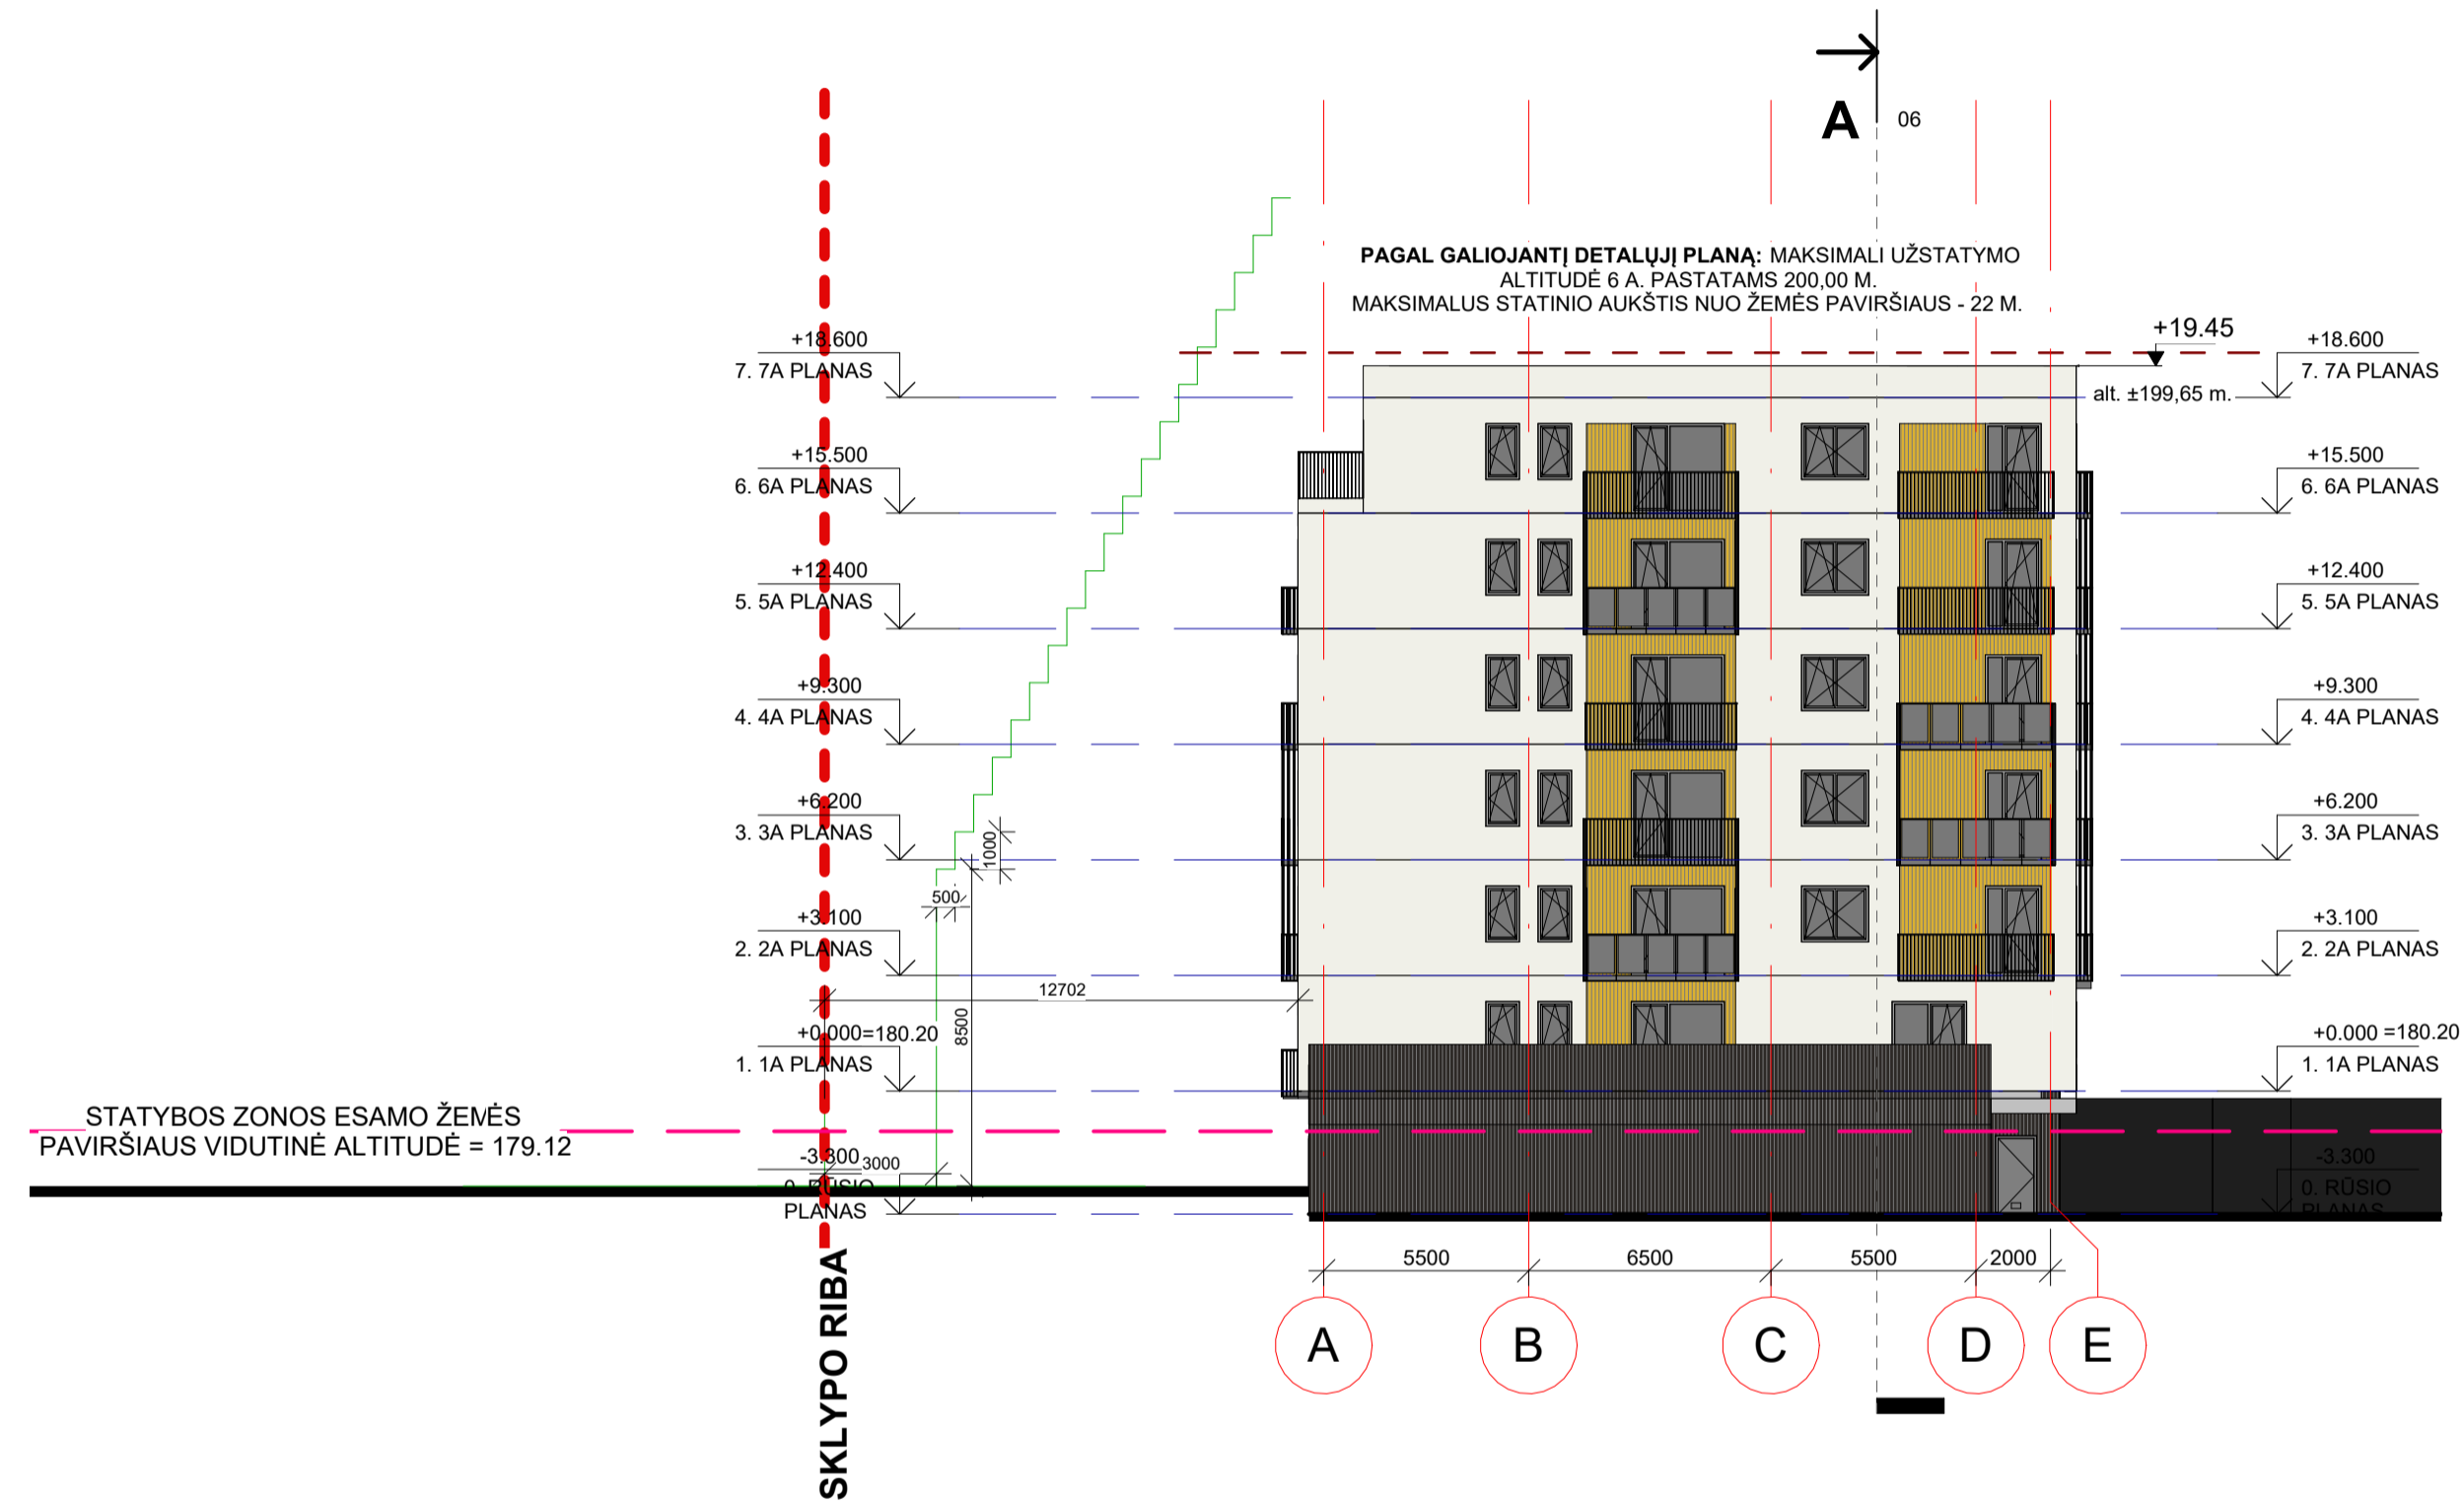 A
06
PAGAL GALIOJANTĮ DETALŲJĮ PLANĄ: MAKSIMALI UŽSTATYMO
ALTITUDĖ 6 A. PASTATAMS 200,00 M.
MAKSIMALUS STATINIO AUKŠTIS NUO ŽEMĖS PAVIRŠIAUS - 22 M.
+19.45
alt. ±199,65 m.
+18.600
7. 7A PLANAS
+18.600
7. 7A PLANAS
+15.500
6. 6A PLANAS
+15.500
6. 6A PLANAS
+12.400
5. 5A PLANAS
+12.400
5. 5A PLANAS
+9.300
4. 4A PLANAS
+9.300
4. 4A PLANAS
+6.200
3. 3A PLANAS
+6.200
3. 3A PLANAS
1000
500
+3.100
2. 2A PLANAS
+3.100
2. 2A PLANAS
12702
8500
+0.000=180.20
1. 1A PLANAS
+0.000 =180.20
1. 1A PLANAS
STATYBOS ZONOS ESAMO ŽEMĖS
PAVIRŠIAUS VIDUTINĖ ALTITUDĖ = 179.12
-3.300
3000
0. RŪSIO
PLANAS
-3.300
0. RŪSIO
PLANAS
SKLYPO RIBA
5500
6500
5500
2000
A
B
C
D
E